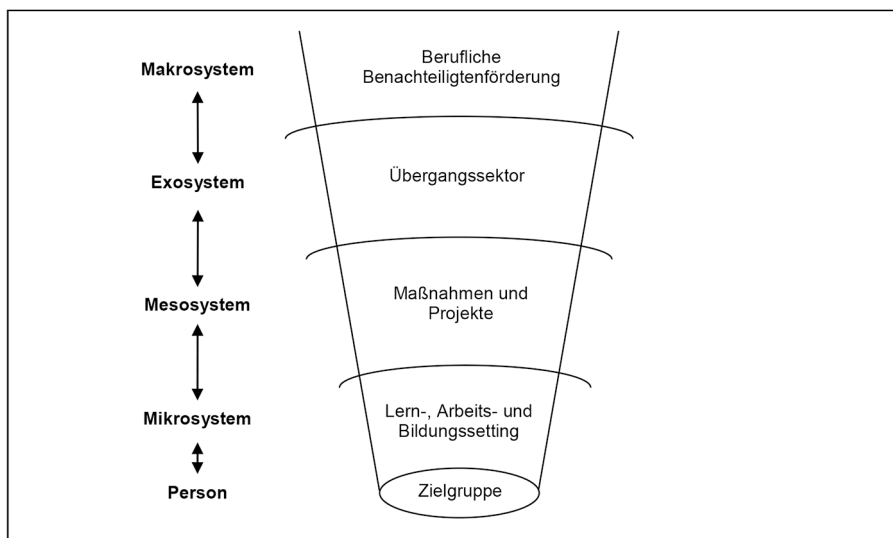 Makrosystem
Berufliche
Benachteiligtenförderung
Exosystem
Übergangssektor
Mesosystem
Maßnahmen und
Projekte
Mikrosystem
Lern-, Arbeits- und
Bildungssetting
Person
Zielgruppe